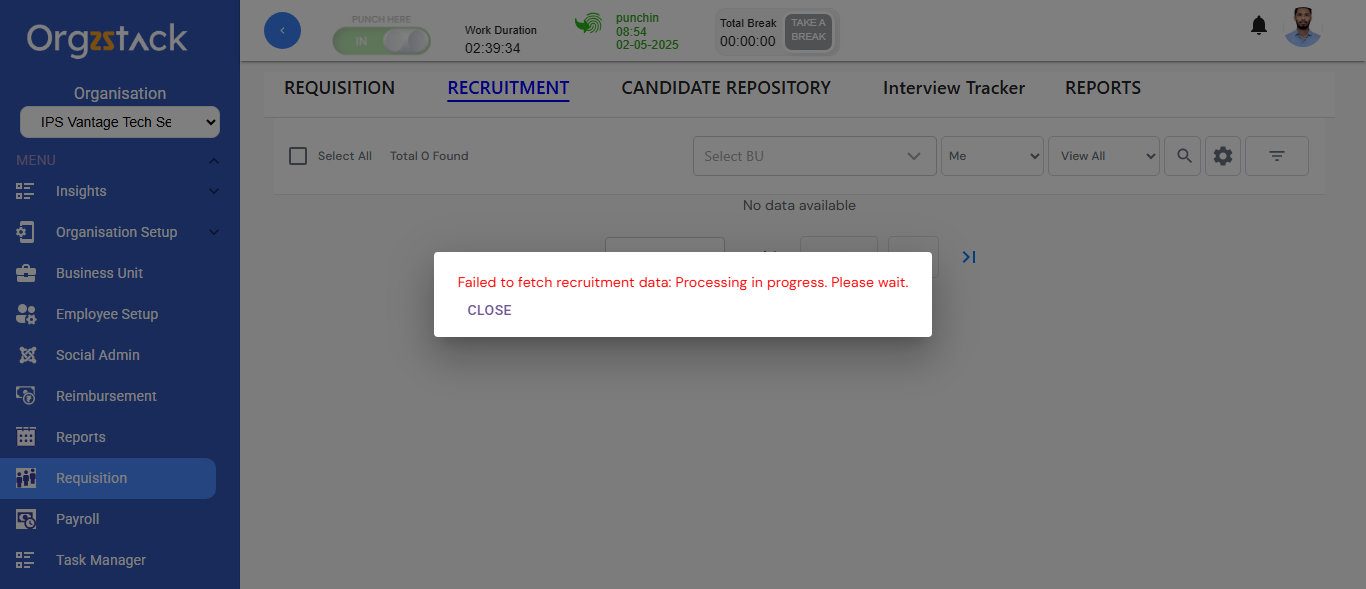 Orgzstack
Organisation
IPS Vantage Tech Se
MENU
Insights
Organisation Setup
Business Unit
Employee Setup
Social Admin
Reimbursement
Reports
Requisition
Payroll
Task Manager
PUNCH HERE
IN
Work Duration
02:39:34
punchin
08:54
02-05-2025
Total Break
00:00:00
TAKE A
BREAK
REQUISITION RECRUITMENT CANDIDATE REPOSITORY Interview Tracker REPORTS
Select All Total 0 Found Select BU Me View All
No data available
Failed to fetch recruitment data: Processing in progress. Please wait.
CLOSE